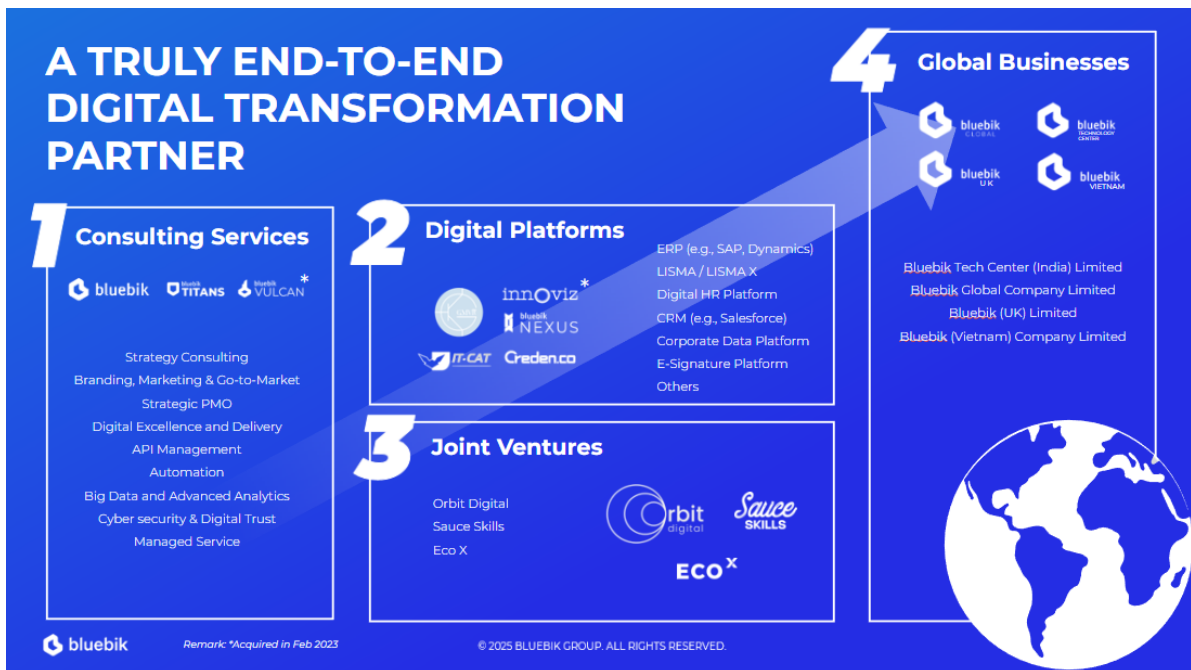 A TRULY END-TO-END
DIGITAL TRANSFORMATION
PARTNER
1
Consulting Services
bluebik
bluebik TITANS
bluebik VULCAN *
Strategy Consulting
Branding, Marketing & Go-to-Market
Strategic PMO
Digital Excellence and Delivery
API Management
Automation
Big Data and Advanced Analytics
Cyber security & Digital Trust
Managed Service
2
Digital Platforms
innoviz *
bluebik NEXUS
IT-CAT
Creden.co
ERP (e.g., SAP, Dynamics)
LISMA / LISMA X
Digital HR Platform
CRM (e.g., Salesforce)
Corporate Data Platform
E-Signature Platform
Others
3
Joint Ventures
Orbit Digital
Sauce Skills
Eco X
Orbit
digital
Sauce
SKILLS
ECO X
4
Global Businesses
bluebik
GLOBAL
bluebik
TECHNOLOGY
CENTER
bluebik
UK
bluebik
VIETNAM
Bluebik Tech Center (India) Limited
Bluebik Global Company Limited
Bluebik (UK) Limited
Bluebik (Vietnam) Company Limited
bluebik
Remark: *Acquired in Feb 2023
© 2025 BLUEBIK GROUP. ALL RIGHTS RESERVED.